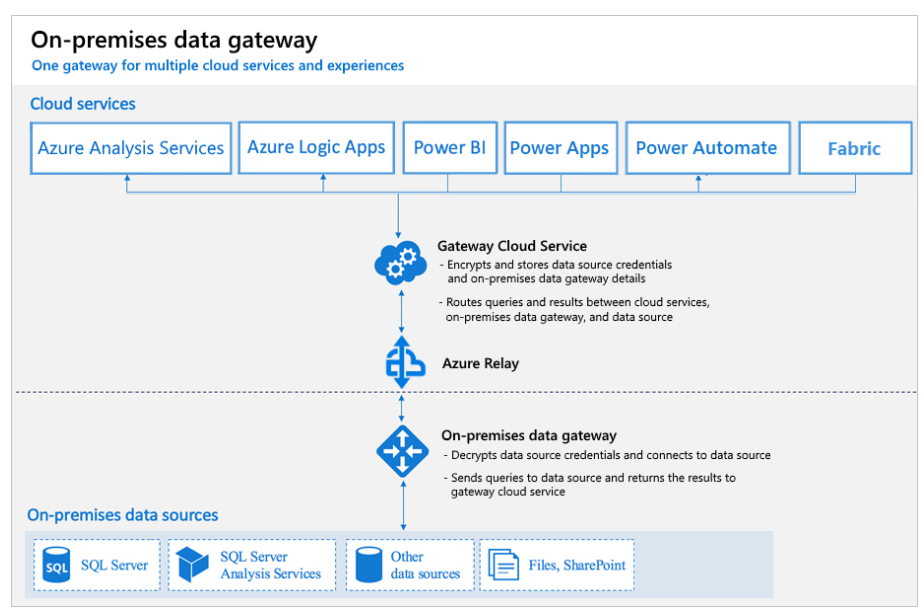 On-premises data gateway
One gateway for multiple cloud services and experiences
Cloud services
Azure Analysis Services
Azure Logic Apps
Power BI
Power Apps
Power Automate
Fabric
Gateway Cloud Service
- Encrypts and stores data source credentials
and on-premises data gateway details
- Routes queries and results between cloud services,
on-premises data gateway, and data source
Azure Relay
On-premises data gateway
- Decrypts data source credentials and connects to data source
- Sends queries to data source and returns the results to
gateway cloud service
On-premises data sources
SQL
SQL Server
SQL Server
Analysis Services
Other
data sources
Files, SharePoint